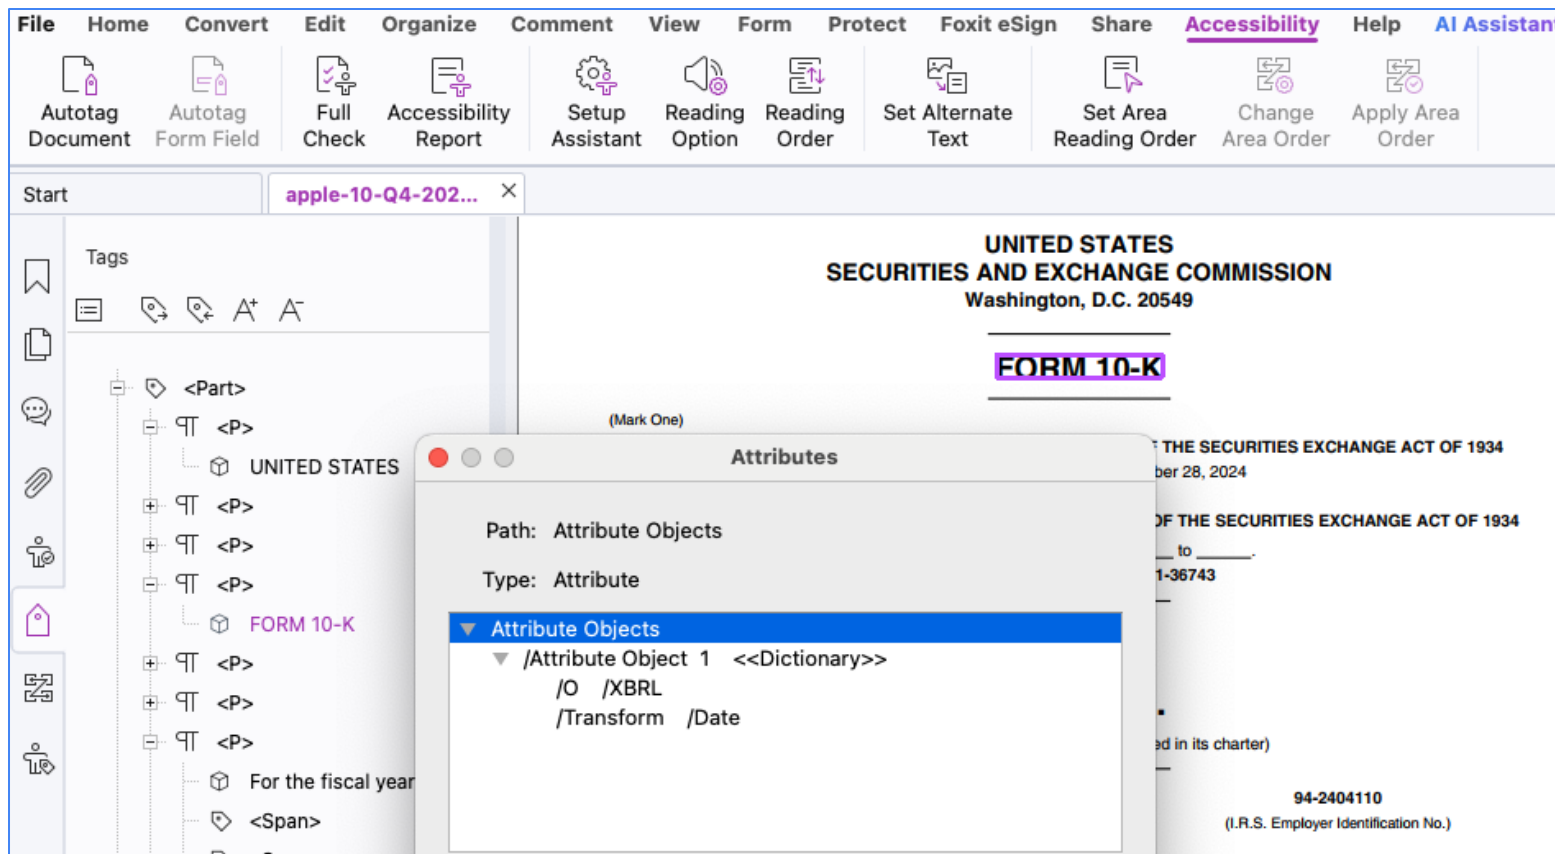 File Home Convert Edit Organize Comment View Form Protect Foxit eSign Share Accessibility Help AI Assistant
Autotag Document
Autotag Form Field
Full Check
Accessibility Report
Setup Assistant
Reading Option
Reading Order
Set Alternate Text
Set Area Reading Order
Change Area Order
Apply Area Order
Start
apple-10-Q4-202...
Tags
<Part>
<P>
UNITED STATES
<P>
<P>
<P>
FORM 10-K
<P>
<P>
<P>
For the fiscal year
<Span>
UNITED STATES
SECURITIES AND EXCHANGE COMMISSION
Washington, D.C. 20549
FORM 10-K
(Mark One)
THE SECURITIES EXCHANGE ACT OF 1934
ber 28, 2024
OF THE SECURITIES EXCHANGE ACT OF 1934
to ______.
1-36743
ed in its charter)
94-2404110
(I.R.S. Employer Identification No.)
Attributes
Path: Attribute Objects
Type: Attribute
Attribute Objects
/Attribute Object 1 <<Dictionary>>
/O /XBRL
/Transform /Date